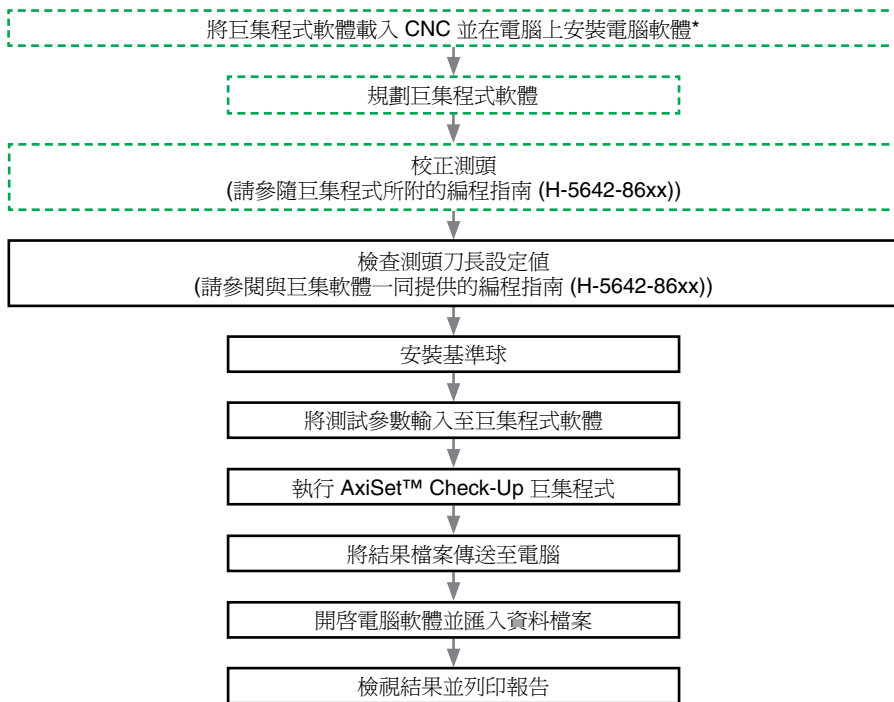 將巨集程式軟體載入 CNC 並在電腦上安裝電腦軟體*
規劃巨集程式軟體
校正測頭
(請參隨巨集程式所附的編程指南 (H-5642-86xx))
檢查測頭刀長設定值
(請參閱與巨集軟體一同提供的編程指南 (H-5642-86xx))
安裝基準球
將測試參數輸入至巨集程式軟體
執行 AxiSet™ Check-Up 巨集程式
將結果檔案傳送至電腦
開啓電腦軟體並匯入資料檔案
檢視結果並列印報告